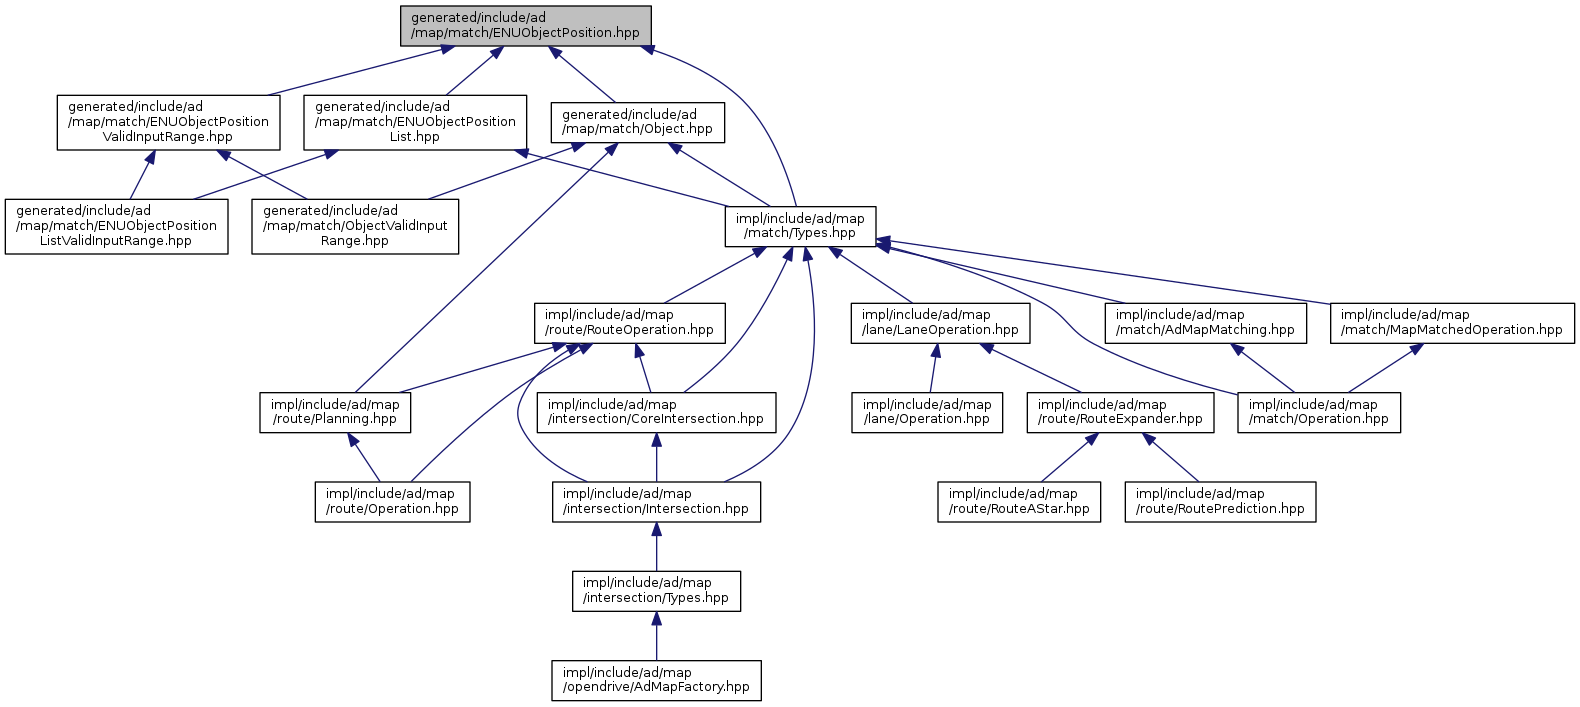 generated/include/ad
/map/match/ENUObjectPosition.hpp
generated/include/ad
/map/match/ENUObjectPosition
ValidInputRange.hpp
generated/include/ad
/map/match/ENUObjectPosition
List.hpp
generated/include/ad
/map/match/Object.hpp
generated/include/ad
/map/match/ENUObjectPosition
ListValidInputRange.hpp
generated/include/ad
/map/match/ObjectValidInput
Range.hpp
impl/include/ad/map
/match/Types.hpp
impl/include/ad/map
/route/RouteOperation.hpp
impl/include/ad/map
/lane/LaneOperation.hpp
impl/include/ad/map
/match/AdMapMatching.hpp
impl/include/ad/map
/match/MapMatchedOperation.hpp
impl/include/ad/map
/route/Planning.hpp
impl/include/ad/map
/intersection/CoreIntersection.hpp
impl/include/ad/map
/lane/Operation.hpp
impl/include/ad/map
/route/RouteExpander.hpp
impl/include/ad/map
/match/Operation.hpp
impl/include/ad/map
/route/Operation.hpp
impl/include/ad/map
/intersection/Intersection.hpp
impl/include/ad/map
/route/RouteAStar.hpp
impl/include/ad/map
/route/RoutePrediction.hpp
impl/include/ad/map
/intersection/Types.hpp
impl/include/ad/map
/opendrive/AdMapFactory.hpp